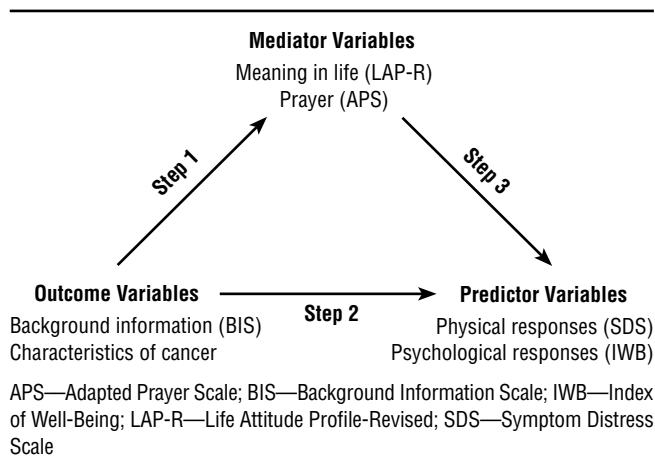 Mediator Variables
Meaning in life (LAP-R)
Prayer (APS)
Step 1
Step 3
Outcome Variables
Background information (BIS)
Characteristics of cancer
Step 2
Predictor Variables
Physical responses (SDS)
Psychological responses (IWB)
APS—Adapted Prayer Scale; BIS—Background Information Scale; IWB—Index
of Well-Being; LAP-R—Life Attitude Profile-Revised; SDS—Symptom Distress
Scale